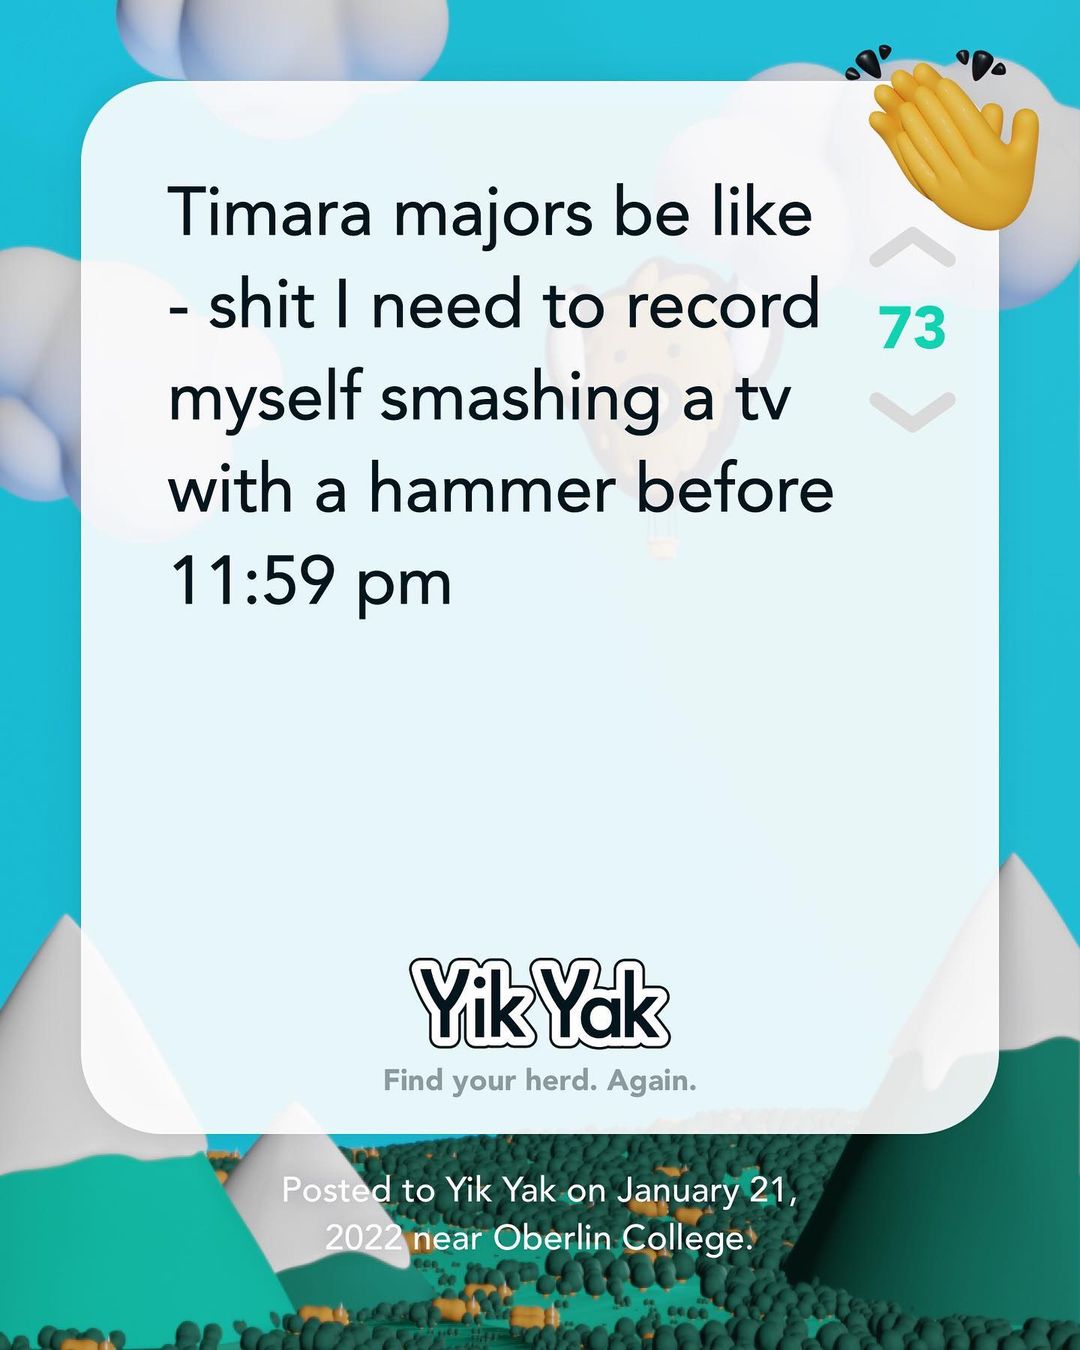 Timara majors be like
- shit I need to record
myself smashing a tv
with a hammer before
11:59 pm
73
Yik Yak
Find your herd. Again.
Posted to Yik Yak on January 21,
2022 near Oberlin College.